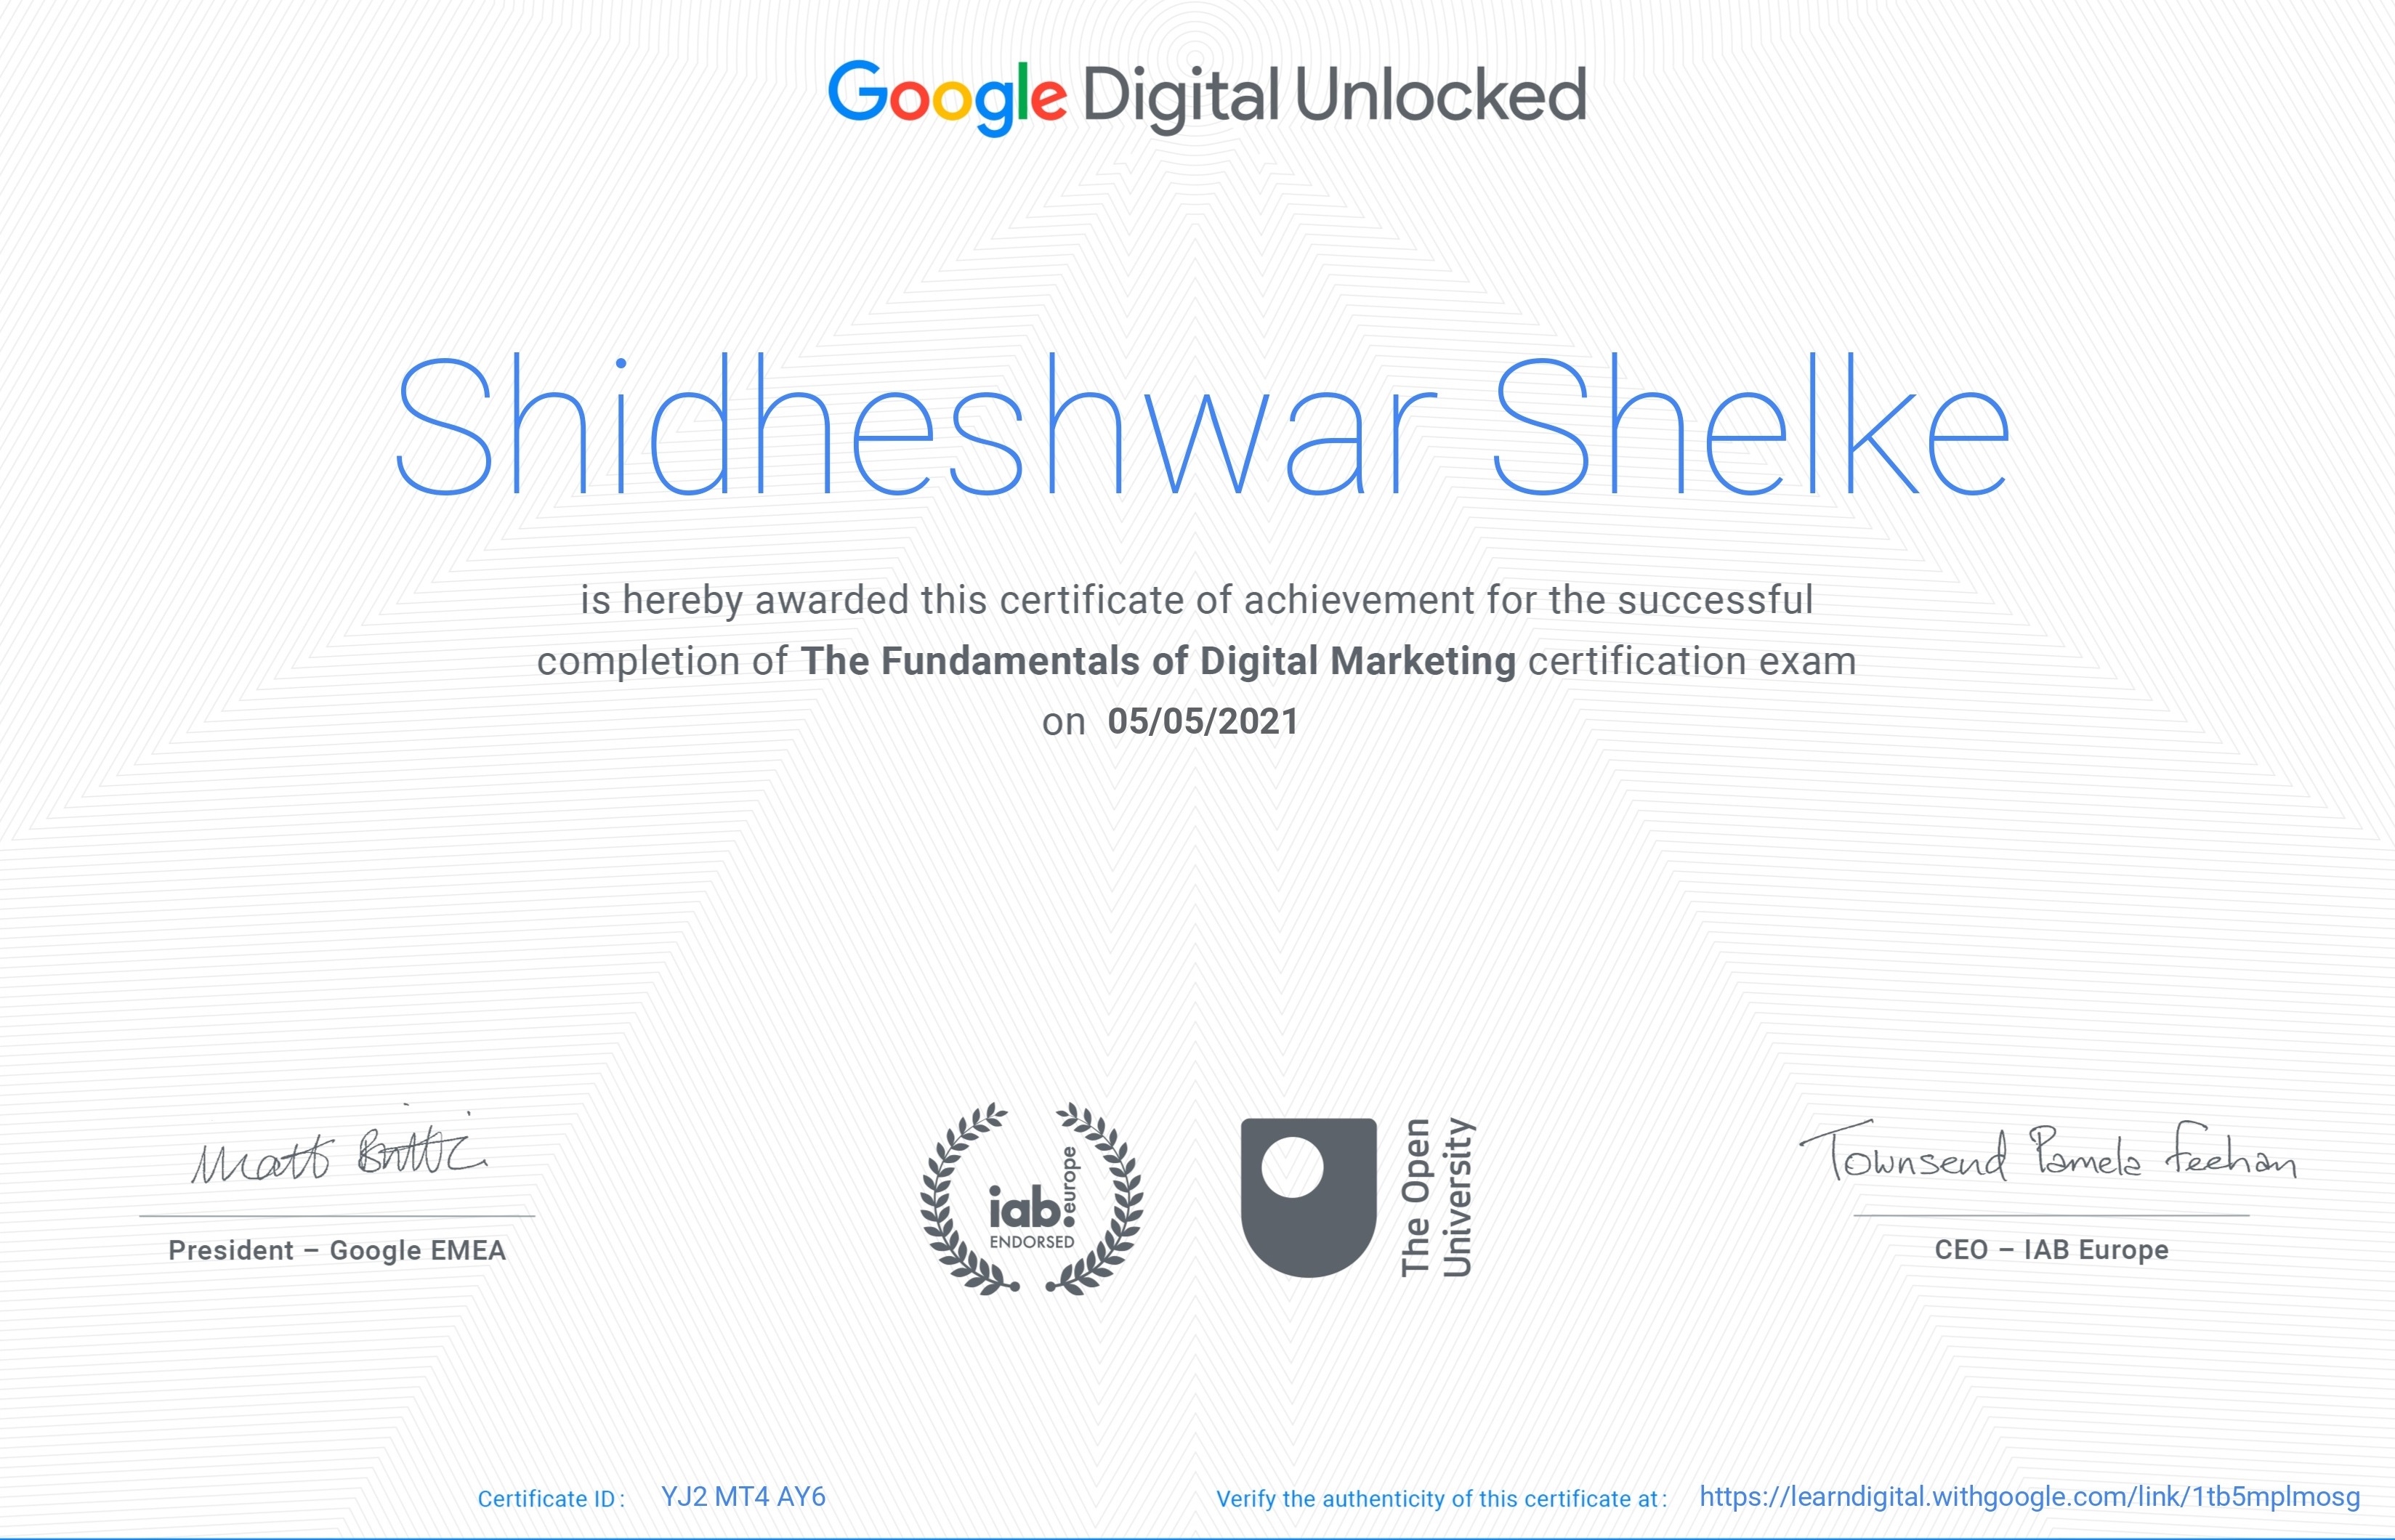 Google Digital Unlocked
Shidheshwar Shelke
is hereby awarded this certificate of achievement for the successful
completion of The Fundamentals of Digital Marketing certification exam
on 05/05/2021
Matt Brittin
President – Google EMEA
iab.europe
ENDORSED
The Open
University
Townsend Pamela Feehan
CEO – IAB Europe
Certificate ID : YJ2 MT4 AY6
Verify the authenticity of this certificate at : https://learndigital.withgoogle.com/link/1tb5mplmosg